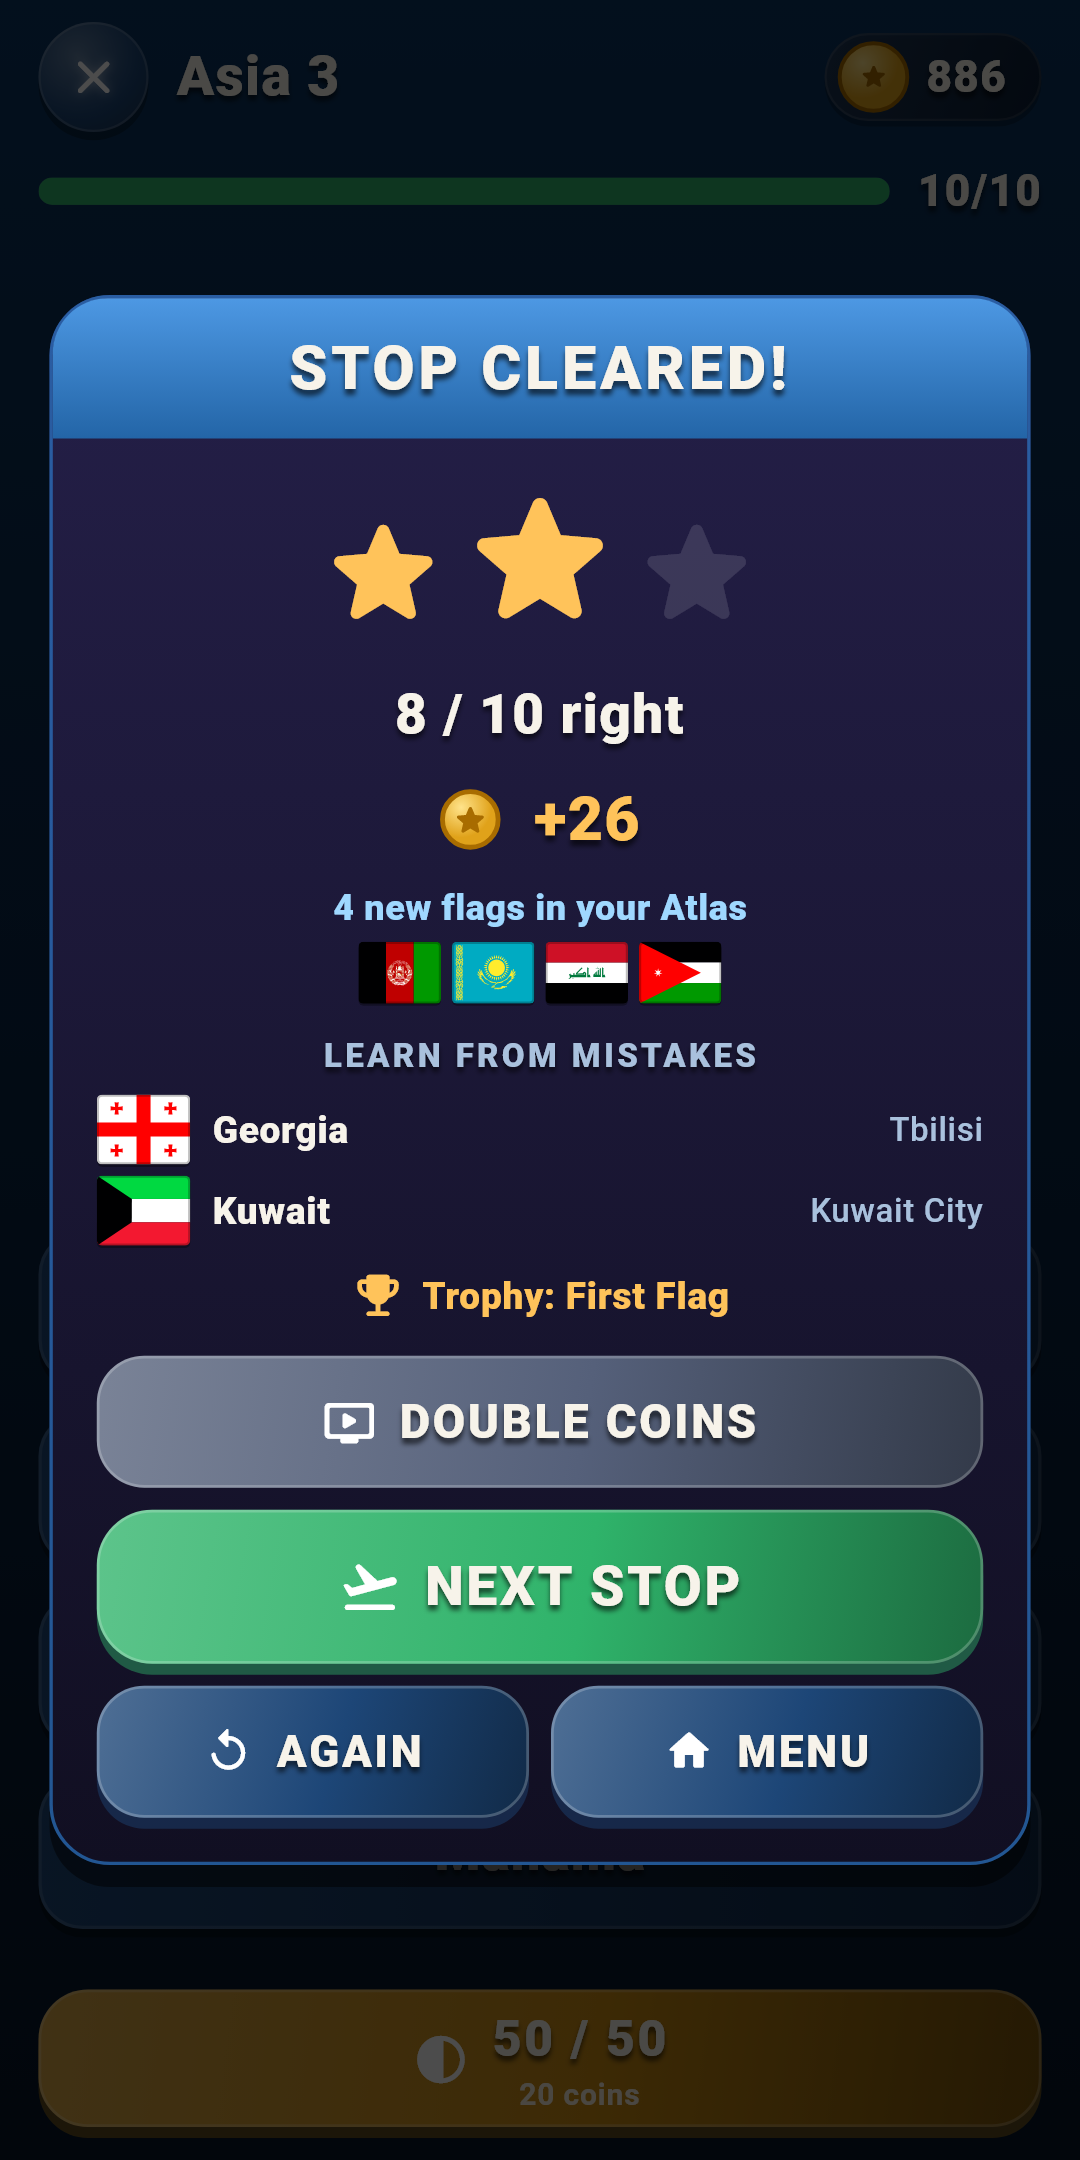 Asia 3
886
10/10
STOP CLEARED!
8 / 10 right
+26
4 new flags in your Atlas
الله اكبر
LEARN FROM MISTAKES
Georgia
Tbilisi
Kuwait
Kuwait City
Trophy: First Flag
DOUBLE COINS
NEXT STOP
AGAIN
MENU
50 / 50
20 coins